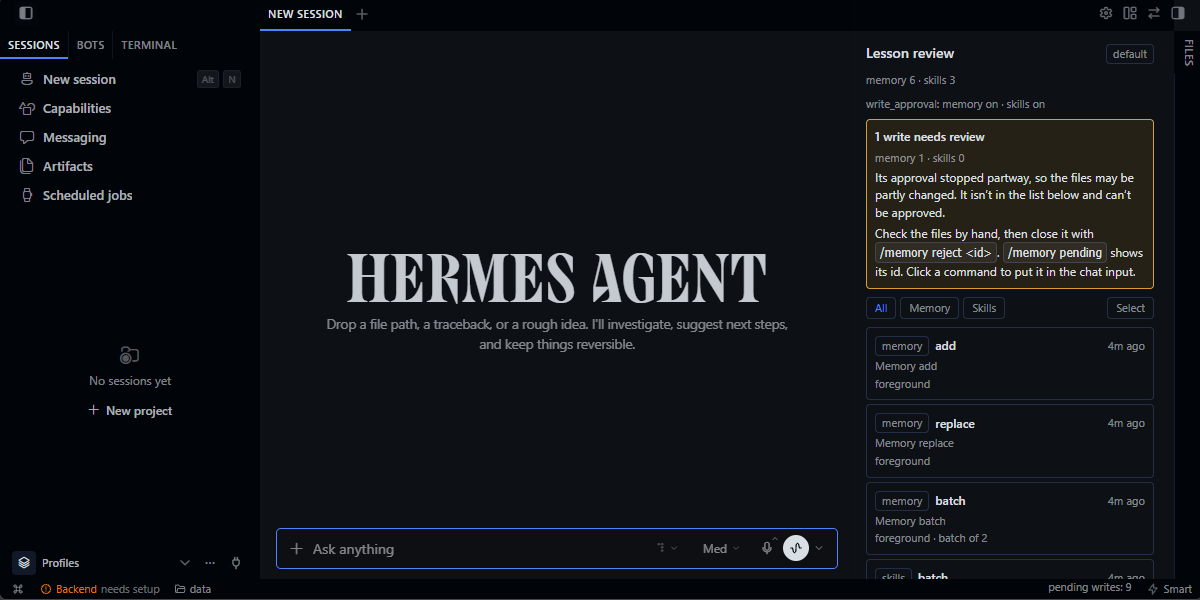 NEW SESSION
SESSIONS
BOTS
TERMINAL
New session
Alt
N
Capabilities
Messaging
Artifacts
Scheduled jobs
No sessions yet
New project
Profiles
Backend needs setup
data
HERMES AGENT
Drop a file path, a traceback, or a rough idea. I'll investigate, suggest next steps,
and keep things reversible.
Ask anything
Med
Lesson review
default
memory 6 · skills 3
write_approval: memory on · skills on
1 write needs review
memory 1 · skills 0
Its approval stopped partway, so the files may be
partly changed. It isn't in the list below and can't
be approved.
Check the files by hand, then close it with
/memory reject <id> . /memory pending shows
its id. Click a command to put it in the chat input.
All
Memory
Skills
Select
memory add 4m ago
Memory add
foreground
memory replace 4m ago
Memory replace
foreground
memory batch 4m ago
Memory batch
foreground · batch of 2
skills batch 4m ago
FILES
pending writes: 9
Smart